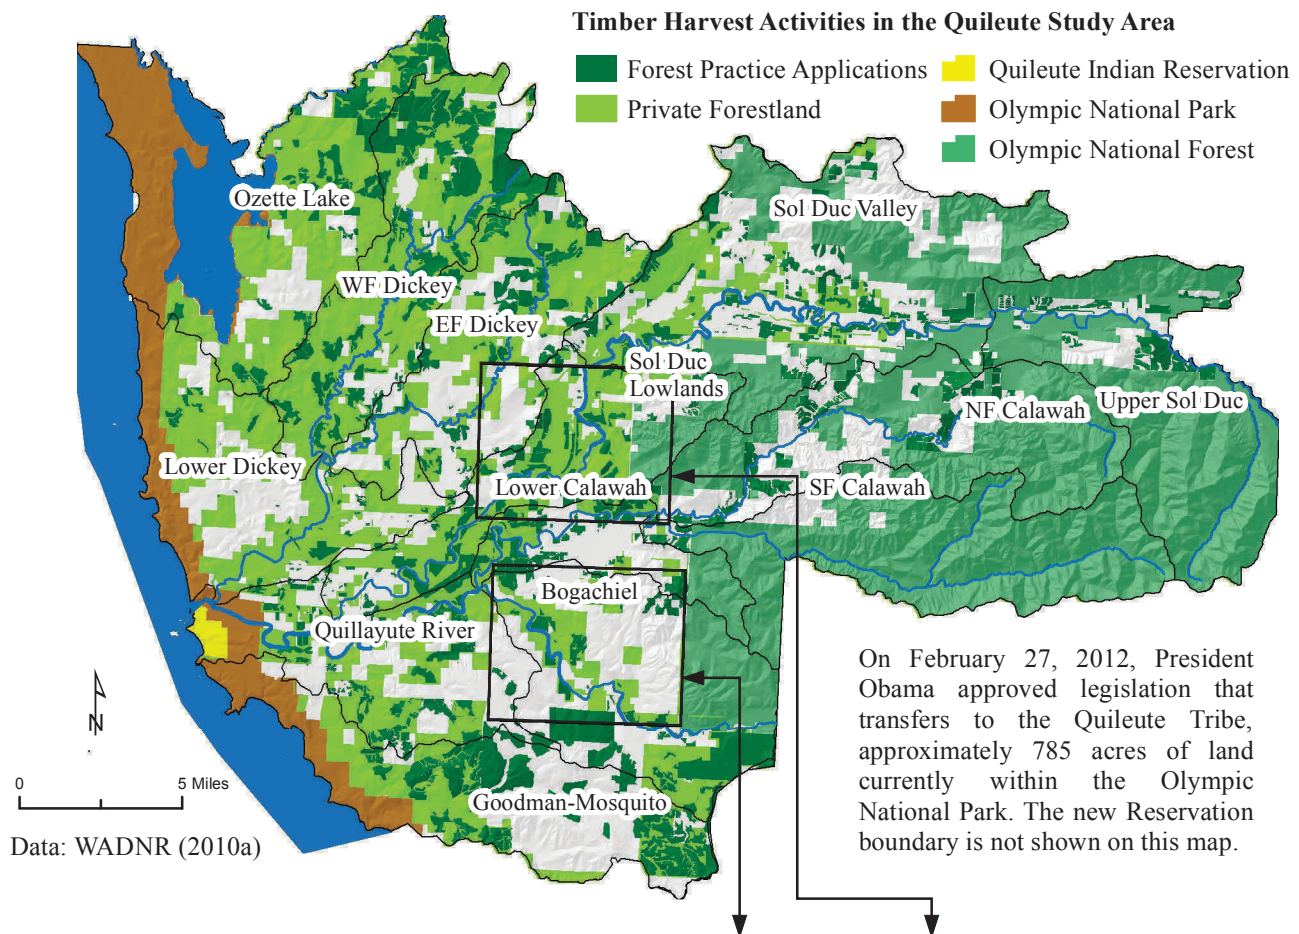 Timber Harvest Activities in the Quileute Study Area
Forest Practice Applications
Private Forestland
Quileute Indian Reservation
Olympic National Park
Olympic National Forest
Ozette Lake
Sol Duc Valley
WF Dickey
EF Dickey
Sol Duc
Lowlands
NF Calawah
Upper Sol Duc
Lower Dickey
Lower Calawah
SF Calawah
Bogachiel
Quillayute River
Goodman-Mosquito
N
0 5 Miles
Data: WADNR (2010a)
On February 27, 2012, President
Obama approved legislation that
transfers to the Quileute Tribe,
approximately 785 acres of land
currently within the Olympic
National Park. The new Reservation
boundary is not shown on this map.